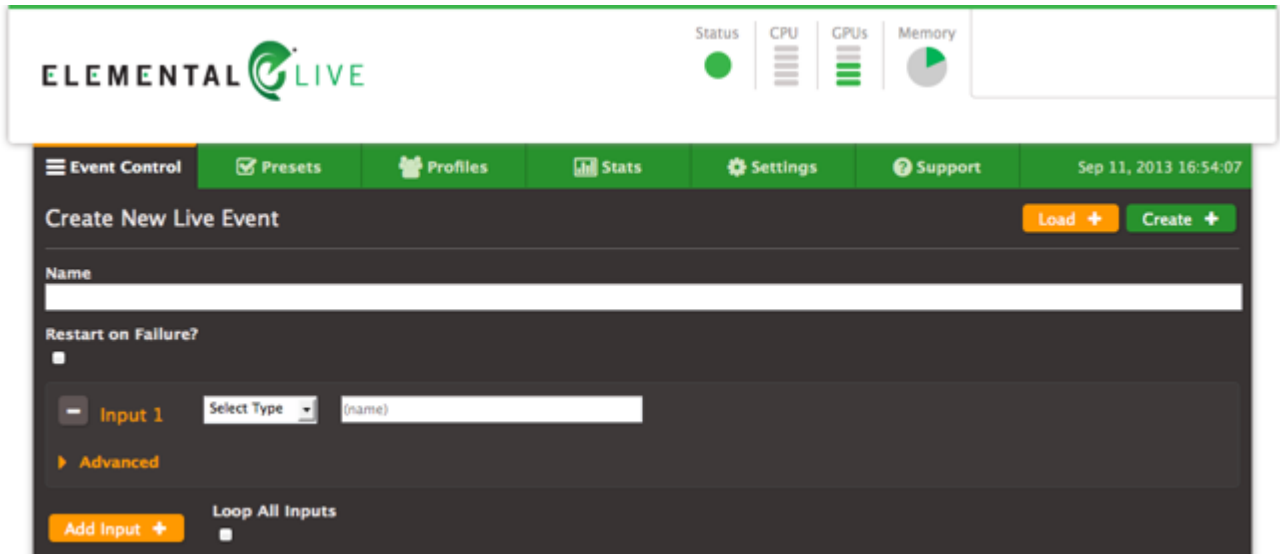 Status CPU GPUs Memory
ELEMENTAL LIVE
Event Control Presets Profiles Stats Settings Support Sep 11, 2013 16:54:07
Create New Live Event Load + Create +
Name
Restart on Failure?
Input 1 Select Type (name)
Advanced
Loop All Inputs
Add Input +